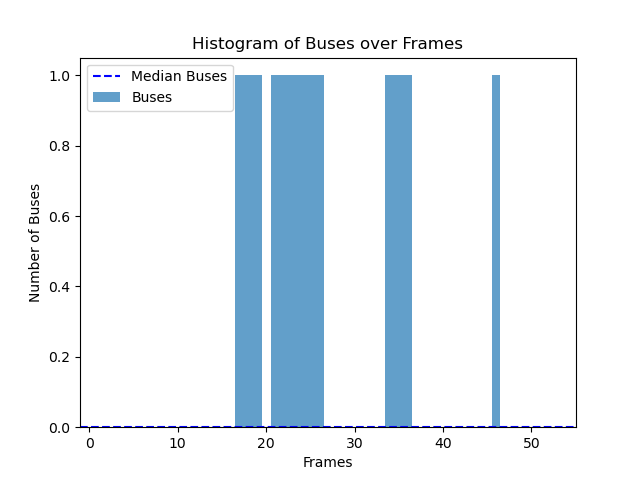 Histogram of Buses over Frames
Median Buses
Buses
1.0
0.8
0.6
0.4
0.2
0.0
Number of Buses
0 10 20 30 40 50
Frames